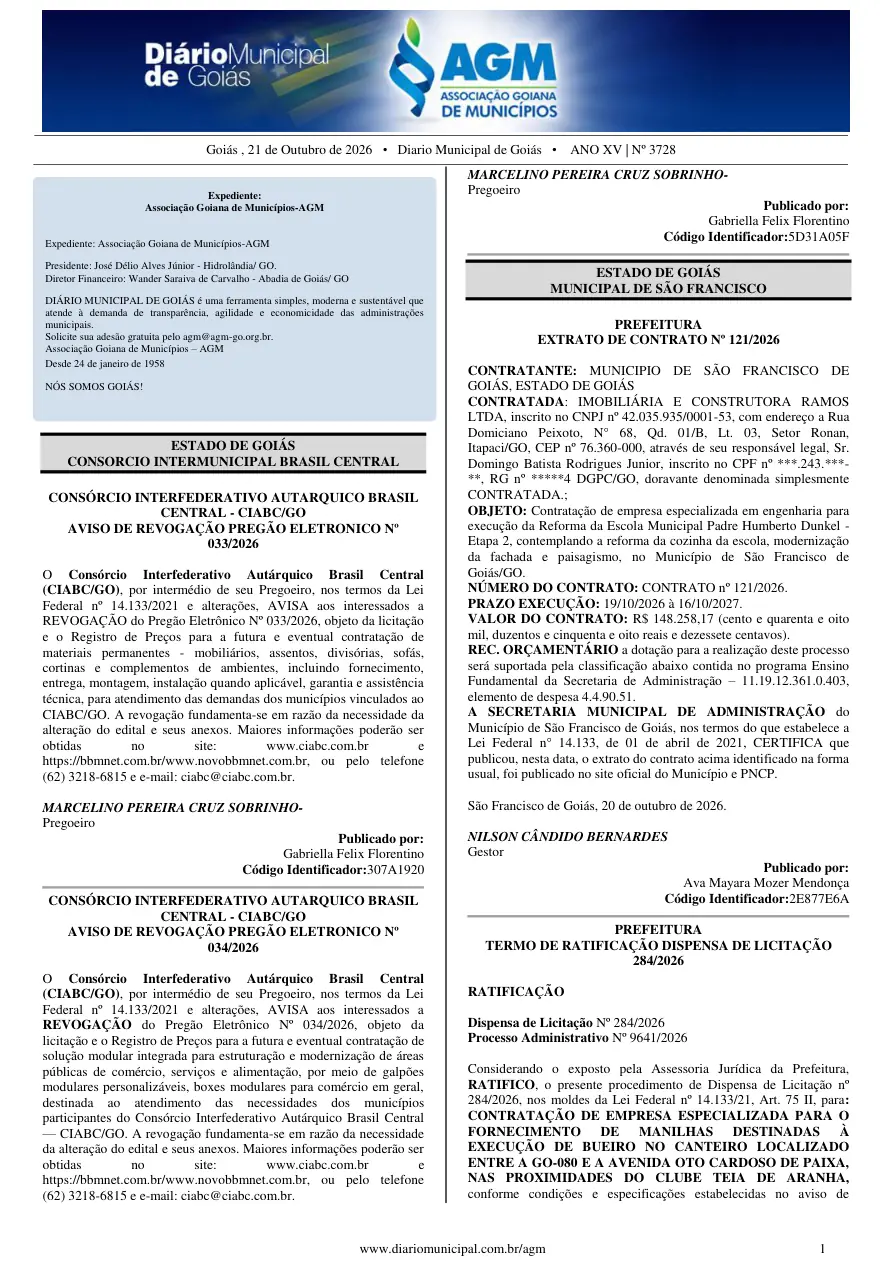 DiárioMunicipal
de Goiás
AGM
ASSOCIAÇÃO GOIANA
DE MUNICÍPIOS
Goiás , 21 de Outubro de 2026 • Diario Municipal de Goiás • ANO XV | Nº 3728
Expediente:
Associação Goiana de Municípios-AGM
Expediente: Associação Goiana de Municípios-AGM
Presidente: José Délio Alves Júnior - Hidrolândia/ GO.
Diretor Financeiro: Wander Saraiva de Carvalho - Abadia de Goiás/ GO
DIÁRIO MUNICIPAL DE GOIÁS é uma ferramenta simples, moderna e sustentável que
atende à demanda de transparência, agilidade e economicidade das administrações
municipais.
Solicite sua adesão gratuita pelo agm@agm-go.org.br.
Associação Goiana de Municípios – AGM
Desde 24 de janeiro de 1958
NÓS SOMOS GOIÁS!
ESTADO DE GOIÁS
CONSORCIO INTERMUNICIPAL BRASIL CENTRAL
CONSÓRCIO INTERFEDERATIVO AUTARQUICO BRASIL
CENTRAL - CIABC/GO
AVISO DE REVOGAÇÃO PREGÃO ELETRONICO Nº
033/2026
O Consórcio Interfederativo Autárquico Brasil Central
(CIABC/GO), por intermédio de seu Pregoeiro, nos termos da Lei
Federal nº 14.133/2021 e alterações, AVISA aos interessados a
REVOGAÇÃO do Pregão Eletrônico Nº 033/2026, objeto da licitação
e o Registro de Preços para a futura e eventual contratação de
materiais permanentes - mobiliários, assentos, divisórias, sofás,
cortinas e complementos de ambientes, incluindo fornecimento,
entrega, montagem, instalação quando aplicável, garantia e assistência
técnica, para atendimento das demandas dos municípios vinculados ao
CIABC/GO. A revogação fundamenta-se em razão da necessidade da
alteração do edital e seus anexos. Maiores informações poderão ser
obtidas no site: www.ciabc.com.br e
https://bbmnet.com.br/www.novobbmnet.com.br, ou pelo telefone
(62) 3218-6815 e e-mail: ciabc@ciabc.com.br.
MARCELINO PEREIRA CRUZ SOBRINHO-
Pregoeiro
Publicado por:
Gabriella Felix Florentino
Código Identificador:307A1920
CONSÓRCIO INTERFEDERATIVO AUTARQUICO BRASIL
CENTRAL - CIABC/GO
AVISO DE REVOGAÇÃO PREGÃO ELETRONICO Nº
034/2026
O Consórcio Interfederativo Autárquico Brasil Central
(CIABC/GO), por intermédio de seu Pregoeiro, nos termos da Lei
Federal nº 14.133/2021 e alterações, AVISA aos interessados a
REVOGAÇÃO do Pregão Eletrônico Nº 034/2026, objeto da
licitação e o Registro de Preços para a futura e eventual contratação de
solução modular integrada para estruturação e modernização de áreas
públicas de comércio, serviços e alimentação, por meio de galpões
modulares personalizáveis, boxes modulares para comércio em geral,
destinada ao atendimento das necessidades dos municípios
participantes do Consórcio Interfederativo Autárquico Brasil Central
— CIABC/GO. A revogação fundamenta-se em razão da necessidade
da alteração do edital e seus anexos. Maiores informações poderão ser
obtidas no site: www.ciabc.com.br e
https://bbmnet.com.br/www.novobbmnet.com.br, ou pelo telefone
(62) 3218-6815 e e-mail: ciabc@ciabc.com.br.
MARCELINO PEREIRA CRUZ SOBRINHO-
Pregoeiro
Publicado por:
Gabriella Felix Florentino
Código Identificador:5D31A05F
ESTADO DE GOIÁS
MUNICIPAL DE SÃO FRANCISCO
PREFEITURA
EXTRATO DE CONTRATO Nº 121/2026
CONTRATANTE: MUNICIPIO DE SÃO FRANCISCO DE
GOIÁS, ESTADO DE GOIÁS
CONTRATADA: IMOBILIÁRIA E CONSTRUTORA RAMOS
LTDA, inscrito no CNPJ nº 42.035.935/0001-53, com endereço a Rua
Domiciano Peixoto, N° 68, Qd. 01/B, Lt. 03, Setor Ronan,
Itapaci/GO, CEP nº 76.360-000, através de seu responsável legal, Sr.
Domingo Batista Rodrigues Junior, inscrito no CPF nº ***.243.***-
**, RG nº *****4 DGPC/GO, doravante denominada simplesmente
CONTRATADA.;
OBJETO: Contratação de empresa especializada em engenharia para
execução da Reforma da Escola Municipal Padre Humberto Dunkel -
Etapa 2, contemplando a reforma da cozinha da escola, modernização
da fachada e paisagismo, no Município de São Francisco de
Goiás/GO.
NÚMERO DO CONTRATO: CONTRATO nº 121/2026.
PRAZO EXECUÇÃO: 19/10/2026 à 16/10/2027.
VALOR DO CONTRATO: R$ 148.258,17 (cento e quarenta e oito
mil, duzentos e cinquenta e oito reais e dezessete centavos).
REC. ORÇAMENTÁRIO a dotação para a realização deste processo
será suportada pela classificação abaixo contida no programa Ensino
Fundamental da Secretaria de Administração – 11.19.12.361.0.403,
elemento de despesa 4.4.90.51.
A SECRETARIA MUNICIPAL DE ADMINISTRAÇÃO do
Município de São Francisco de Goiás, nos termos do que estabelece a
Lei Federal n° 14.133, de 01 de abril de 2021, CERTIFICA que
publicou, nesta data, o extrato do contrato acima identificado na forma
usual, foi publicado no site oficial do Município e PNCP.
São Francisco de Goiás, 20 de outubro de 2026.
NILSON CÂNDIDO BERNARDES
Gestor
Publicado por:
Ava Mayara Mozer Mendonça
Código Identificador:2E877E6A
PREFEITURA
TERMO DE RATIFICAÇÃO DISPENSA DE LICITAÇÃO
284/2026
RATIFICAÇÃO
Dispensa de Licitação Nº 284/2026
Processo Administrativo Nº 9641/2026
Considerando o exposto pela Assessoria Jurídica da Prefeitura,
RATIFICO, o presente procedimento de Dispensa de Licitação nº
284/2026, nos moldes da Lei Federal nº 14.133/21, Art. 75 II, para:
CONTRATAÇÃO DE EMPRESA ESPECIALIZADA PARA O
FORNECIMENTO DE MANILHAS DESTINADAS À
EXECUÇÃO DE BUEIRO NO CANTEIRO LOCALIZADO
ENTRE A GO-080 E A AVENIDA OTO CARDOSO DE PAIXA,
NAS PROXIMIDADES DO CLUBE TEIA DE ARANHA,
conforme condições e especificações estabelecidas no aviso de
www.diariomunicipal.com.br/agm 1